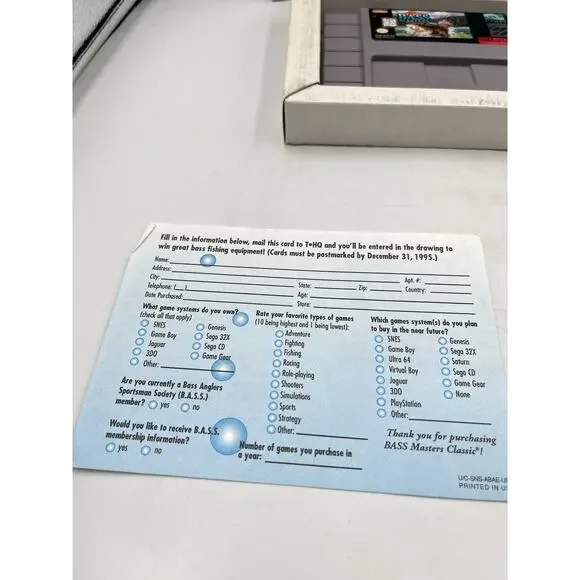 BASS
Fill in the information below, mail this card to T•HQ and you'll be entered in the drawing to
win great bass fishing equipment! (Cards must be postmarked by December 31, 1995.)
Name:
Address: Apt. #:
City: State: Zip: Country:
Telephone: ( ) Age:
Date Purchased: Store:
What game systems do you own?
(check all that apply)
SNES Genesis
Game Boy Sega 32X
Jaguar Sega CD
3DO Game Gear
Other:
Are you currently a Bass Anglers
Sportsman Society (B.A.S.S.)
member? yes no
Would you like to receive B.A.S.S.
membership information?
yes no
Rate your favorite types of games
(10 being highest and 1 being lowest):
Adventure
Fighting
Fishing
Racing
Role-playing
Shooters
Simulations
Sports
Strategy
Other:
Number of games you purchase in
a year:
Which games system(s) do you plan
to buy in the near future?
SNES Genesis
Game Boy Sega 32X
Ultra 64 Saturn
Virtual Boy Sega CD
Jaguar Game Gear
3DO None
PlayStation
Other:
Thank you for purchasing
BASS Masters Classic®!
U/C-SNS-ABAE-U
PRINTED IN U